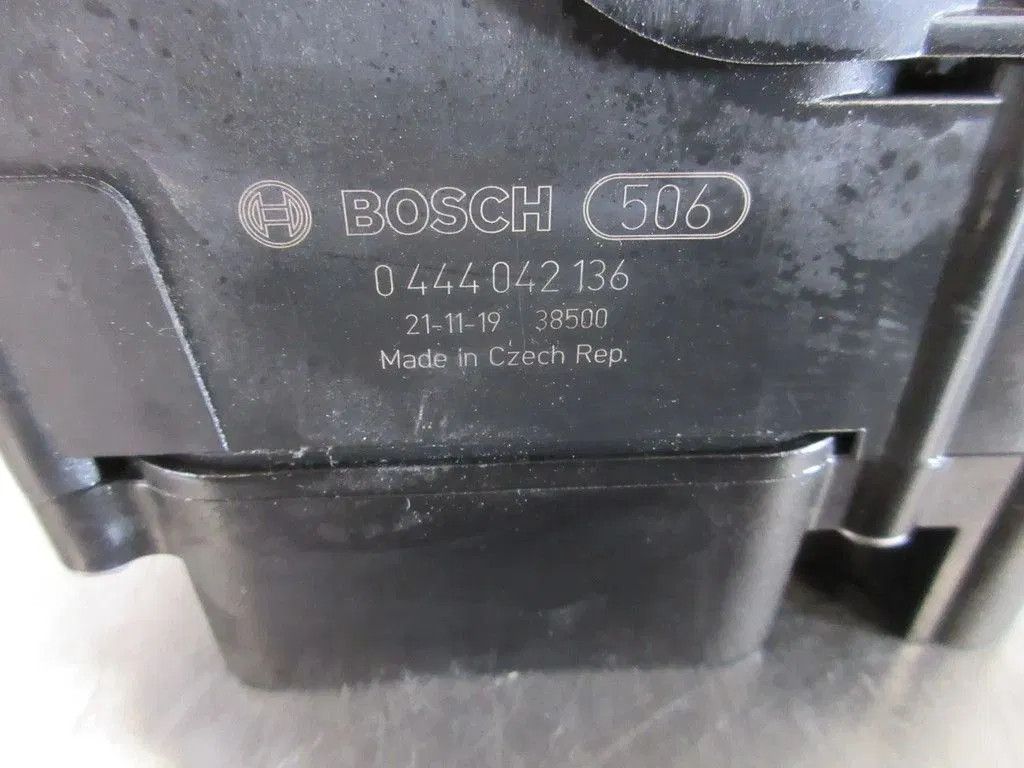 BOSCH 506
0 444 042 136
21-11-19 38500
Made in Czech Rep.